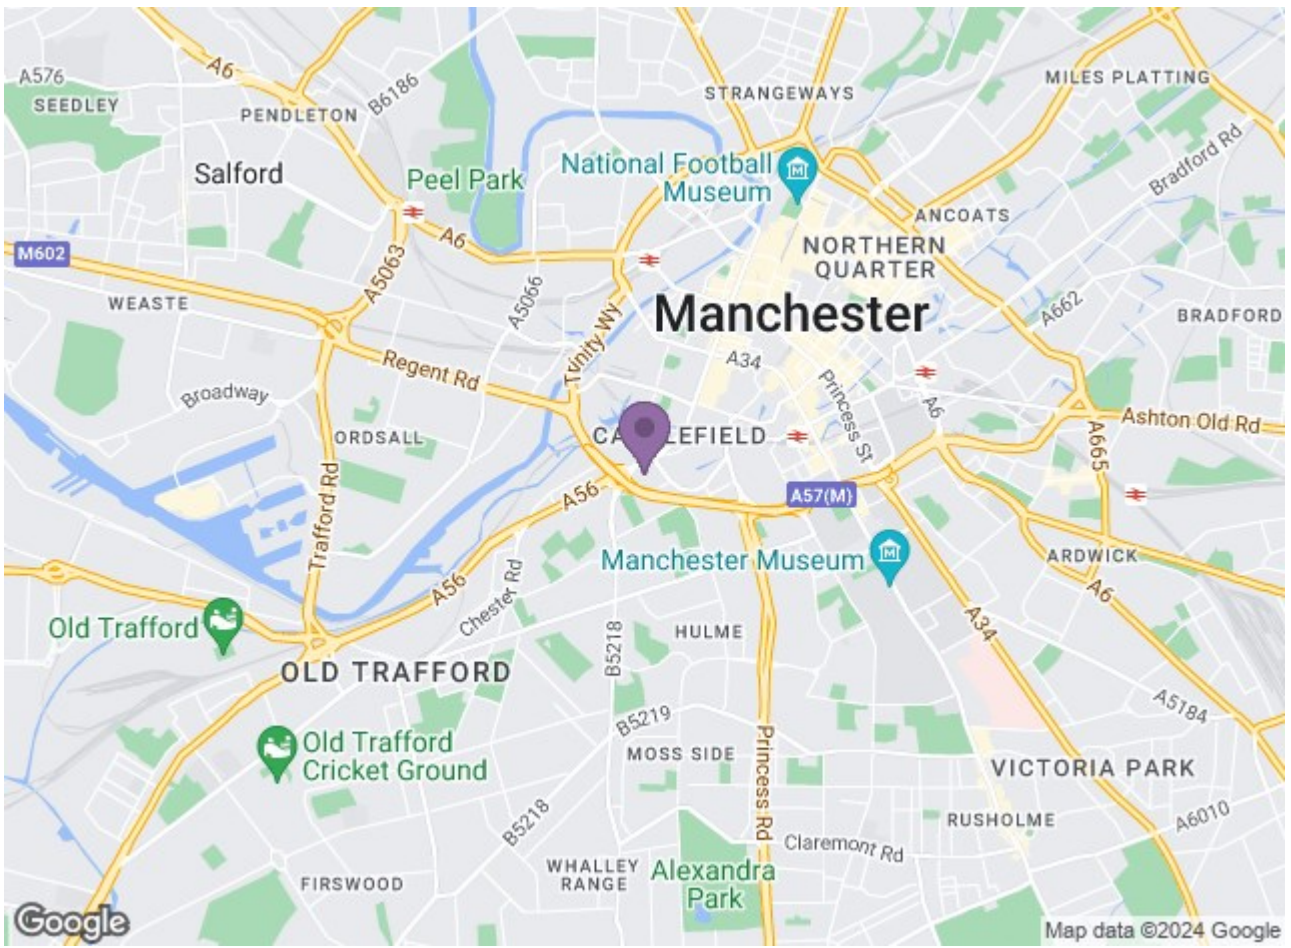 A6
A576
SEEDLEY
B6186
PENDLETON
STRANGEWAYS
MILES PLATTING
Bradford Rd
Salford
Peel Park
National Football
Museum
ANCOATS
A6
M602
A5063
NORTHERN
QUARTER
WEASTE
A5066
Trinity Wy
Manchester
A662
BRADFORD
Regent Rd
A34
Broadway
Princess St
A6
Ashton Old Rd
ORDSALL
A665
Trafford Rd
A56
A57(M)
Manchester Museum
ARDWICK
A56
Chester Rd
A6
Old Trafford
B5218
HULME
A34
OLD TRAFFORD
A5184
B5219
Old Trafford
Cricket Ground
MOSS SIDE
Princess Rd
VICTORIA PARK
B5218
RUSHOLME
A6010
Claremont Rd
WHALLEY
RANGE
Alexandra
Park
FIRSWOOD
Google
Map data ©2024 Google